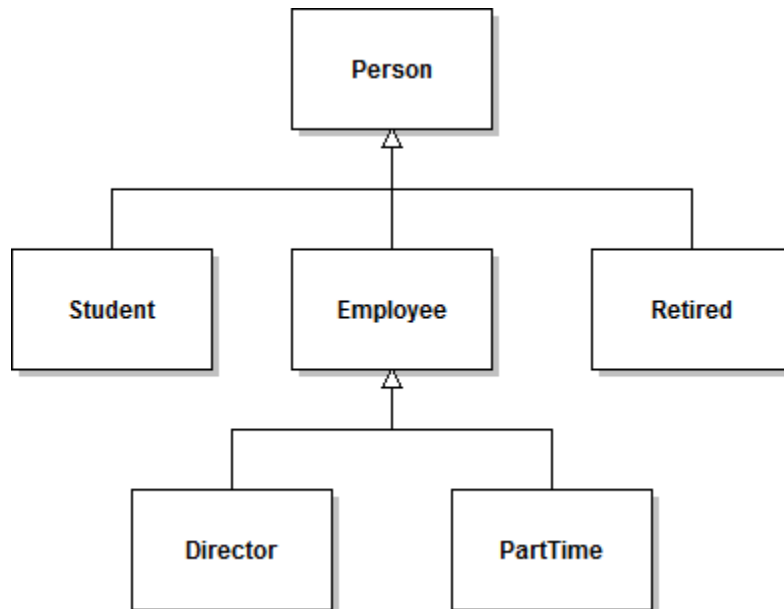 Person
Student
Employee
Retired
Director
PartTime